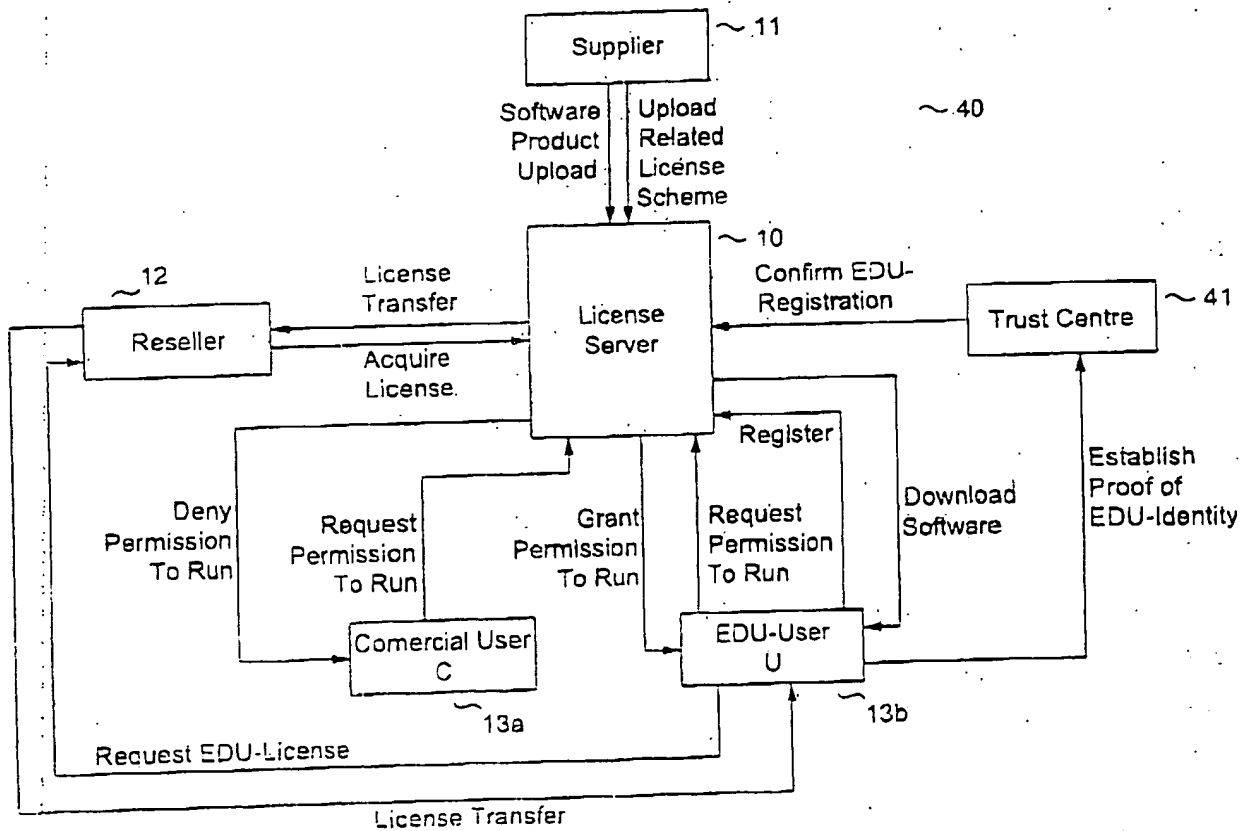 Supplier
~ 11
Software
Product
Upload
Upload
Related
License
Scheme
~ 40
~ 10
12
~
License
Transfer
Reseller
Acquire
License.
License
Server
Confirm EDU-
Registration
Trust Centre
~ 41
Register
Deny
Permission
To Run
Request
Permission
To Run
Grant
Permission
To Run
Request
Permission
To Run
Download
Software
Establish
Proof of
EDU-Identity
Comercial User
C
~ 13a
EDU-User
U
~
13b
Request EDU-License
License Transfer